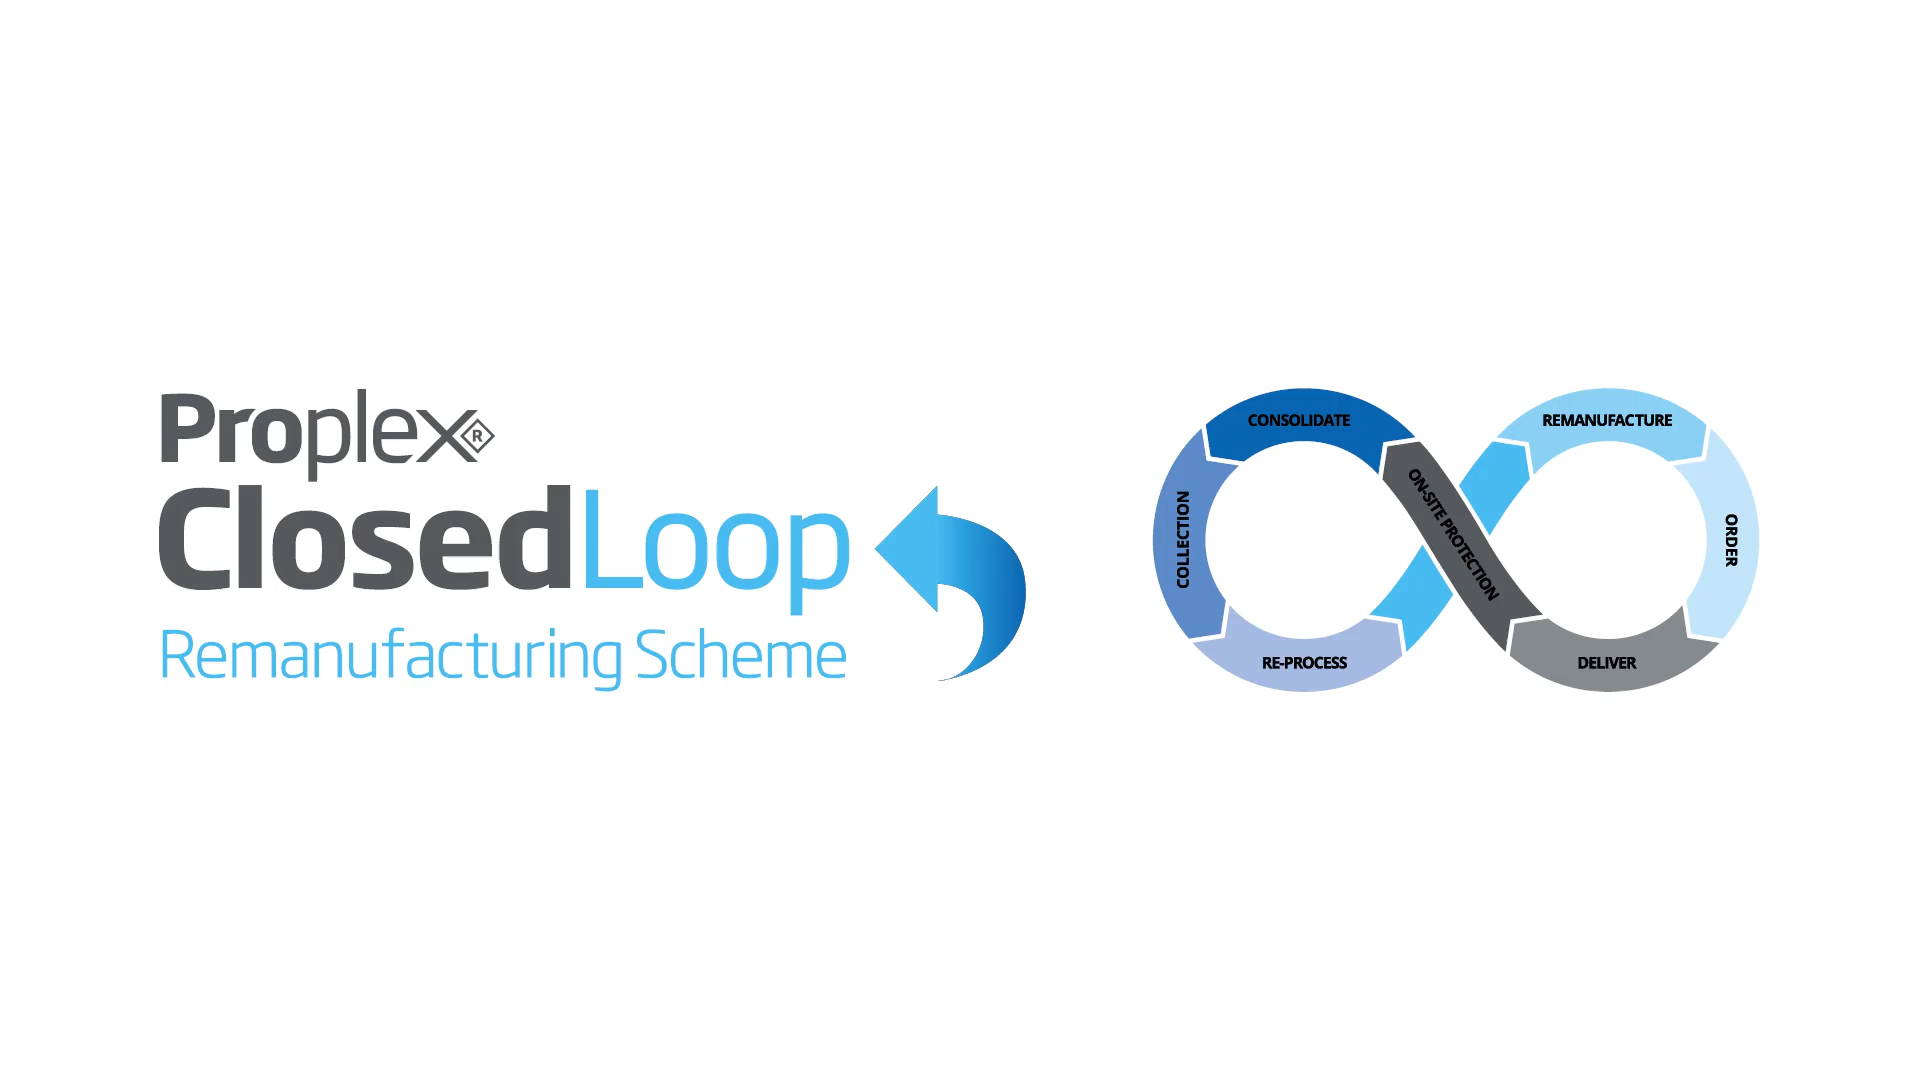 Proplex®
ClosedLoop
Remanufacturing Scheme
CONSOLIDATE
REMANUFACTURE
COLLECTION
ON-SITE PROTECTION
ORDER
RE-PROCESS
DELIVER